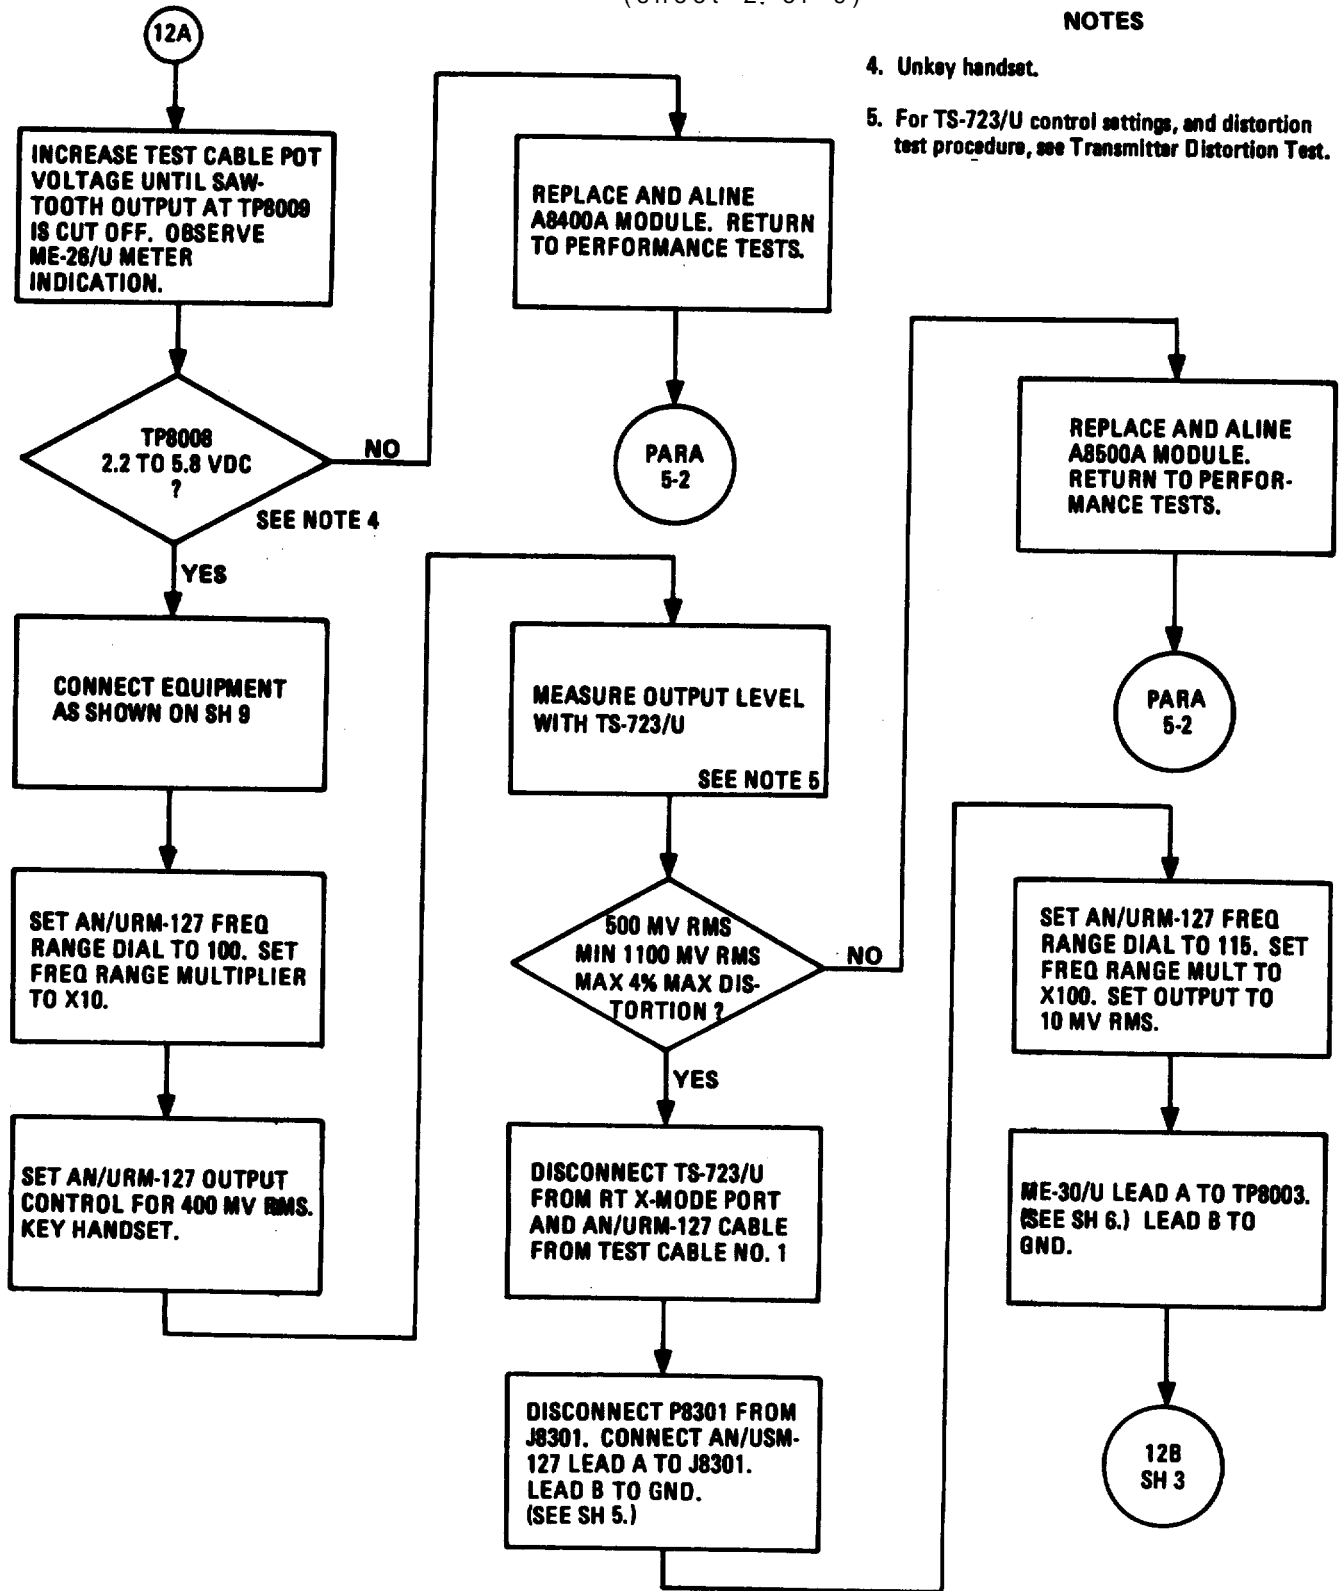 (Sheet 2. of 9)
NOTES
4. Unkey handset.
5. For TS-723/U control settings, and distortion
test procedure, see Transmitter Distortion Test.
12A
INCREASE TEST CABLE POT
VOLTAGE UNTIL SAW-
TOOTH OUTPUT AT TP8009
IS CUT OFF. OBSERVE
ME-26/U METER
INDICATION.
TP8008
2.2 TO 5.8 VDC
?
NO
SEE NOTE 4
YES
CONNECT EQUIPMENT
AS SHOWN ON SH 9
SET AN/URM-127 FREQ
RANGE DIAL TO 100. SET
FREQ RANGE MULTIPLIER
TO X10.
SET AN/URM-127 OUTPUT
CONTROL FOR 400 MV RMS.
KEY HANDSET.
REPLACE AND ALINE
A8400A MODULE. RETURN
TO PERFORMANCE TESTS.
PARA
5-2
MEASURE OUTPUT LEVEL
WITH TS-723/U
SEE NOTE 5
500 MV RMS
MIN 1100 MV RMS
MAX 4% MAX DIS-
TORTION ?
NO
YES
DISCONNECT TS-723/U
FROM RT X-MODE PORT
AND AN/URM-127 CABLE
FROM TEST CABLE NO. 1
DISCONNECT P8301 FROM
J8301. CONNECT AN/USM-
127 LEAD A TO J8301.
LEAD B TO GND.
(SEE SH 5.)
REPLACE AND ALINE
A8500A MODULE.
RETURN TO PERFOR-
MANCE TESTS.
PARA
5-2
SET AN/URM-127 FREQ
RANGE DIAL TO 115. SET
FREQ RANGE MULT TO
X100. SET OUTPUT TO
10 MV RMS.
ME-30/U LEAD A TO TP8003.
(SEE SH 6.) LEAD B TO
GND.
12B
SH 3